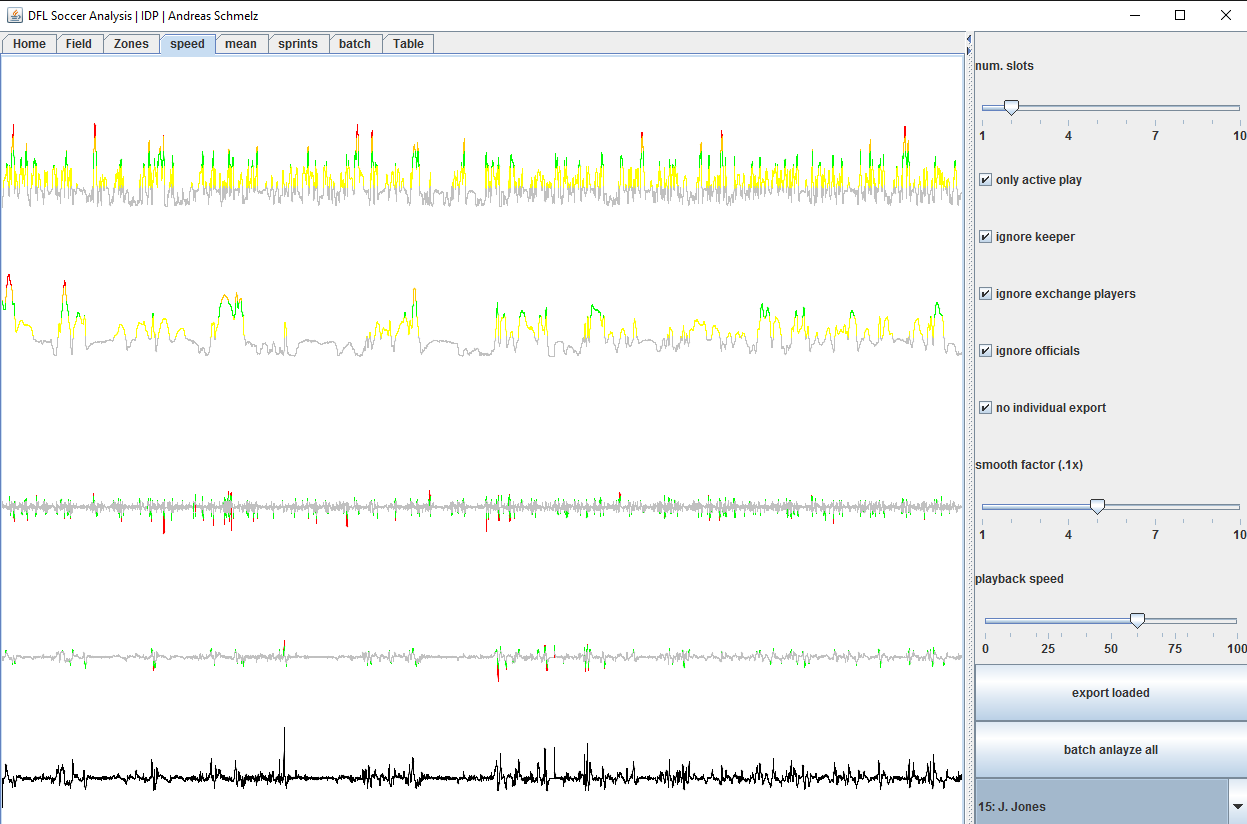 DFL Soccer Analysis | IDP | Andreas Schmelz
Home Field Zones speed mean sprints batch Table
num. slots
1 4 7 10
only active play
ignore keeper
ignore exchange players
ignore officials
no individual export
smooth factor (.1x)
1 4 7 10
playback speed
0 25 50 75 100
export loaded
batch anlayze all
15: J. Jones